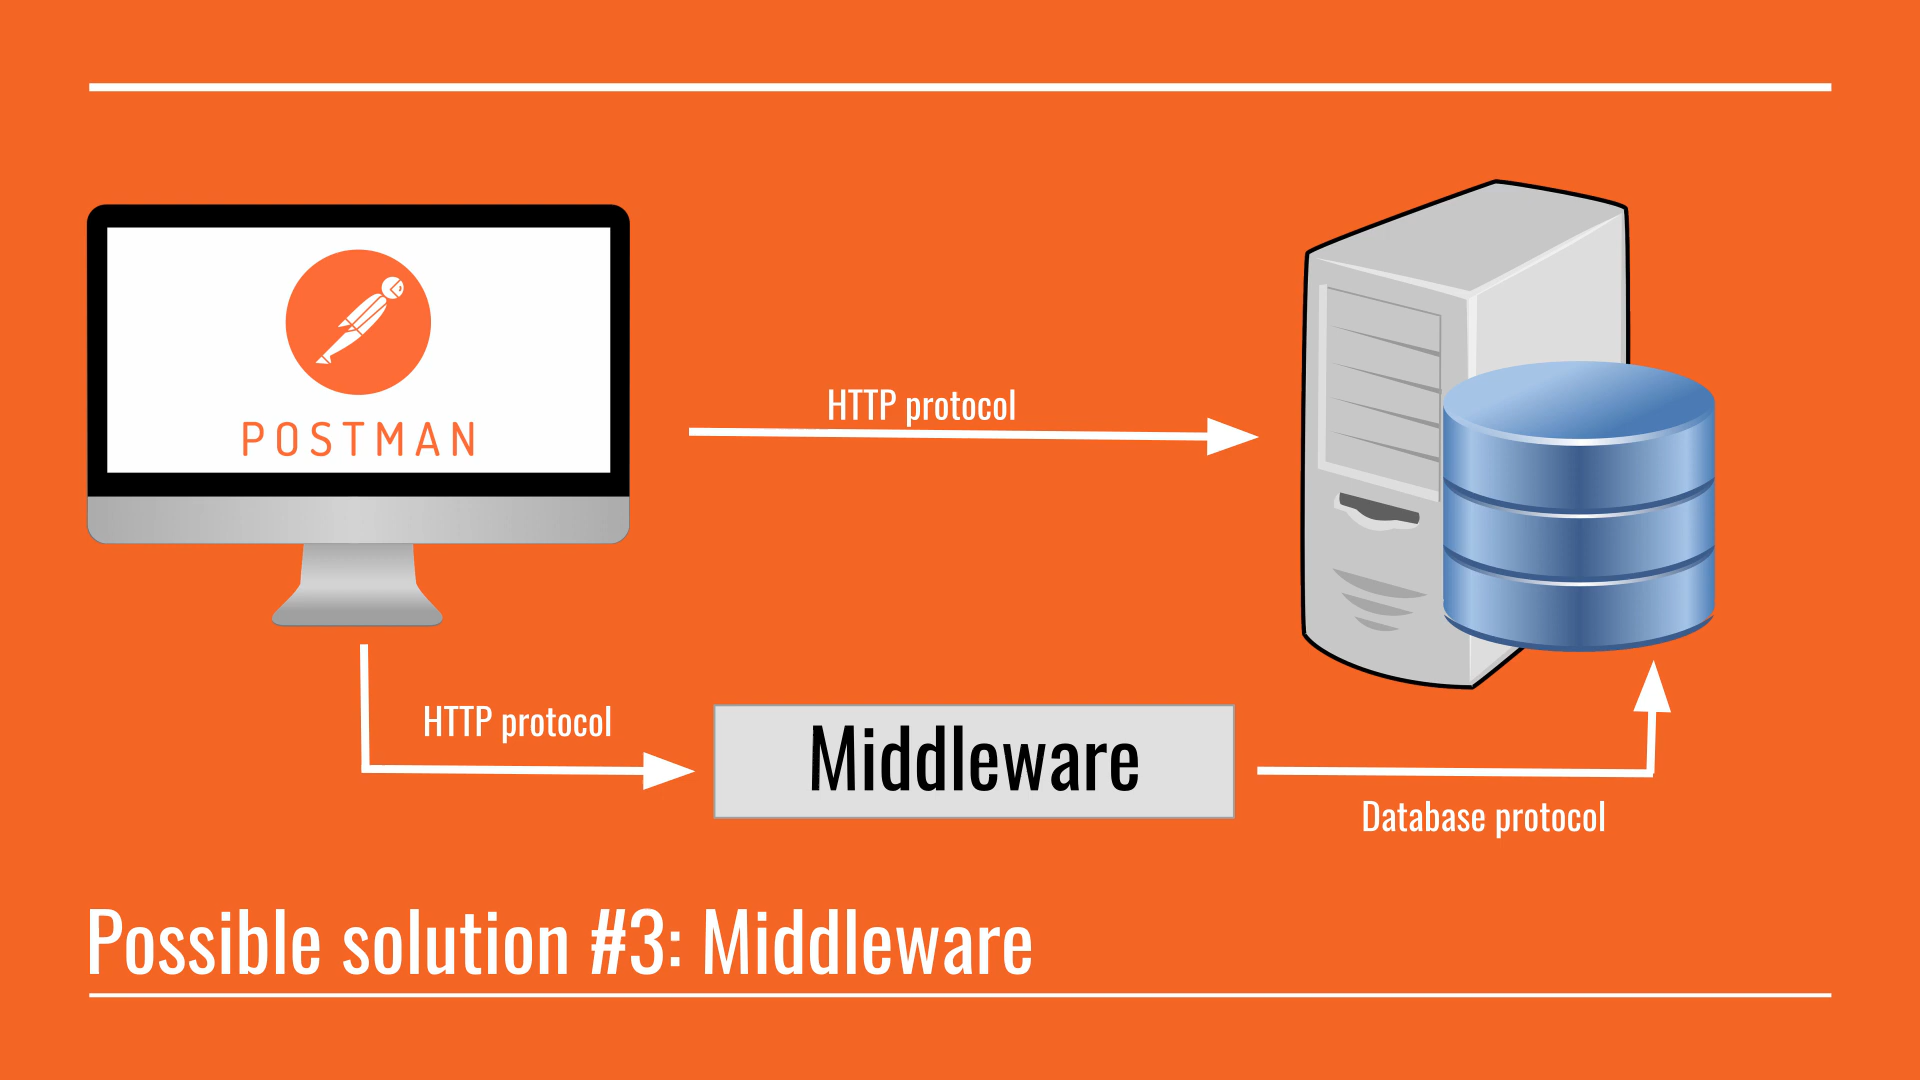 POSTMAN
HTTP protocol
HTTP protocol
Middleware
Database protocol
Possible solution #3: Middleware